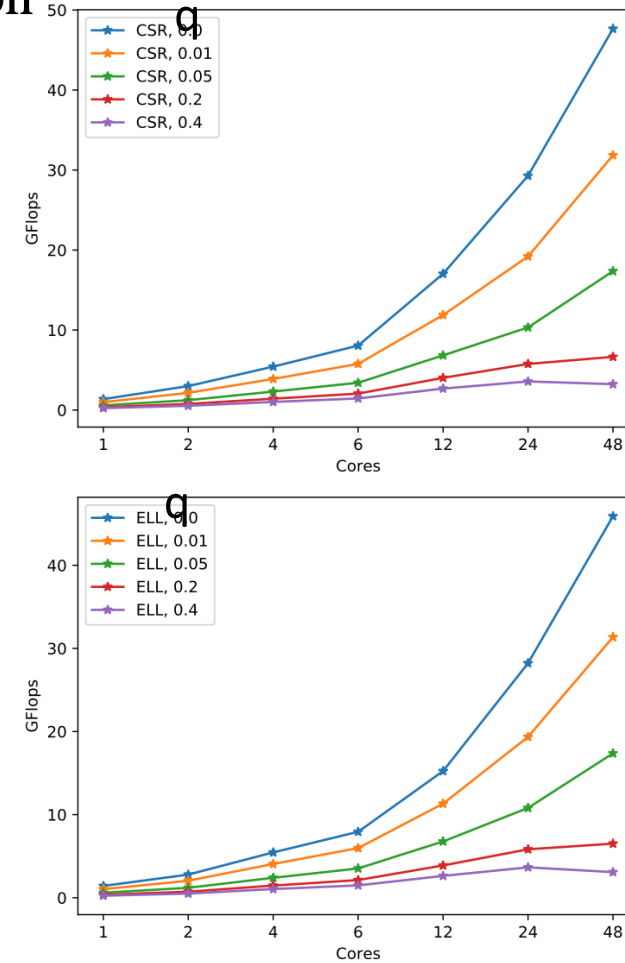 q
CSR, 0.0
CSR, 0.01
CSR, 0.05
CSR, 0.2
CSR, 0.4
50
40
30
20
10
0
GFlops
1 2 4 6 12 24 48
Cores
q
ELL, 0.0
ELL, 0.01
ELL, 0.05
ELL, 0.2
ELL, 0.4
40
30
20
10
0
GFlops
1 2 4 6 12 24 48
Cores